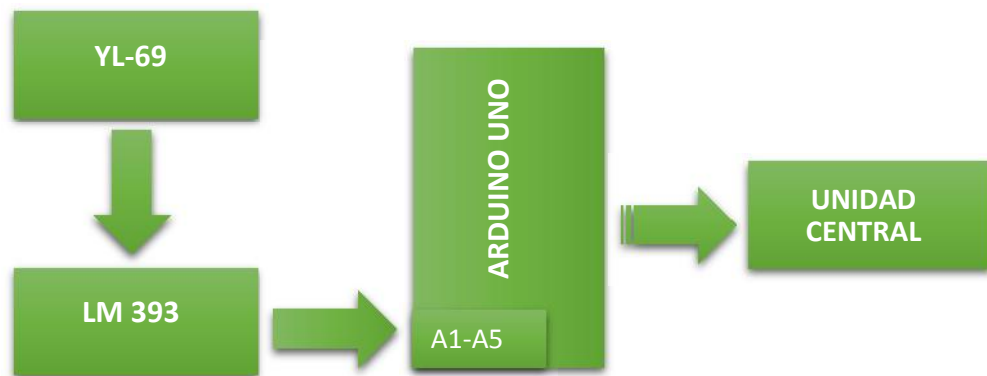 YL-69
LM 393
ARDUINO UNO
A1-A5
UNIDAD
CENTRAL